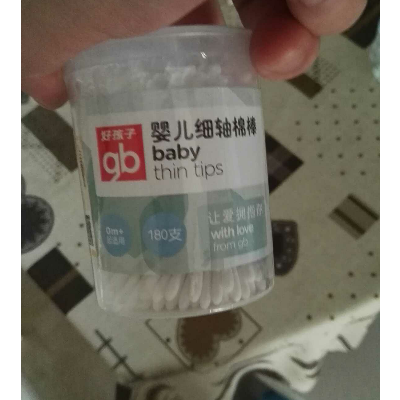 好孩子
gb
婴儿细轴棉棒
baby
thin tips
0m+
180支
让爱拥抱
with love
from gb